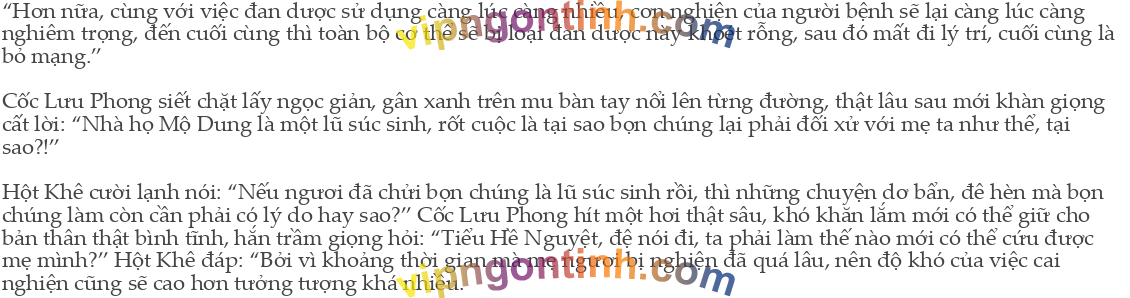 “Hơn nữa, cùng với việc đan dược sử dụng càng lúc càng nhiều, cơn nghiện của người bệnh sẽ lại càng lúc càng
nghiêm trọng, đến cuối cùng thì toàn bộ cơ thể sẽ bị loại đan dược này khoét rỗng, sau đó mất đi lý trí, cuối cùng là
bỏ mạng.”
vipngontinh.com
Cốc Lưu Phong siết chặt lấy ngọc giản, gân xanh trên mu bàn tay nổi lên từng đường, thật lâu sau mới khàn giọng
cất lời: “Nhà họ Mộ Dung là một lũ súc sinh, rốt cuộc là tại sao bọn chúng lại phải đối xử với mẹ ta như thể, tại
sao?!”
Hột Khê cười lạnh nói: “Nếu ngươi đã chửi bọn chúng là lũ súc sinh rồi, thì những chuyện dơ bẩn, đê hèn mà bọn
chúng làm còn cần phải có lý do hay sao?” Cốc Lưu Phong hít một hơi thật sâu, khó khăn lắm mới có thể giữ cho
bản thân thật bình tĩnh, hắn trầm giọng hỏi: “Tiểu Hề Nguyệt, đệ nói đi, ta phải làm thế nào mới có thể cứu được
mẹ mình?” Hột Khê đáp: “Bởi vì khoảng thời gian mà mẹ ngươi bị nghiện đã quá lâu, nên độ khó của việc cai
nghiện cũng sẽ cao hơn tưởng tượng khá nhiều.
vipngontinh.com